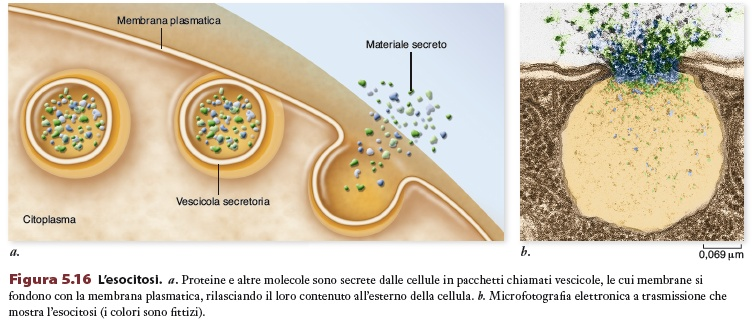 Membrana plasmatica
Materiale secreto
Vescicola secretoria
Citoplasma
a.
b.
0,069 μm
Figura 5.16 L'esocitosi. a. Proteine e altre molecole sono secrete dalle cellule in pacchetti chiamati vescicole, le cui membrane si
fondono con la membrana plasmatica, rilasciando il loro contenuto all'esterno della cellula. b. Microfotografia elettronica a trasmissione che
mostra l'esocitosi (i colori sono fittizi).